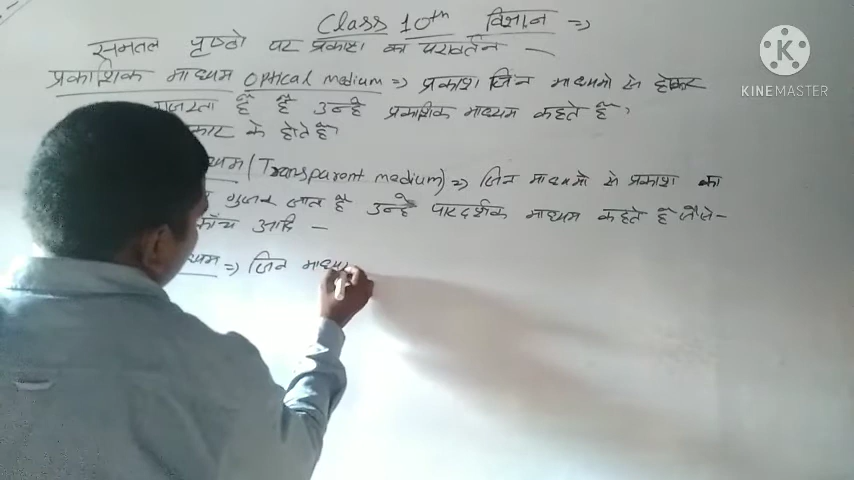 Class 10th विज्ञान ⇒
समतल पृष्ठो पर प्रकाश का परावर्तन –
प्रकाशिक माध्यम Optical medium ⇒ प्रकाश जिन माध्यमो से होकर
गुजरता है है उन्हे प्रकाशिक माध्यम कहते हैं,
के होते है
(Transparent medium) ⇒ जिन माध्यमो से प्रकाश का
गुजर जाता है उन्हे पारदर्शक माध्यम कहते है जैसे–
काँच आदि –
⇒ जिन माध्य
KINEMASTER